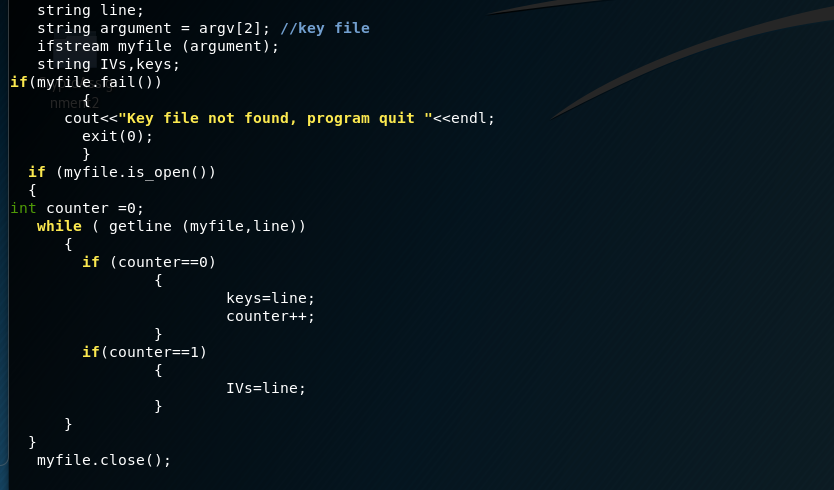 string line;
string argument = argv[2]; //key file
ifstream myfile (argument);
string IVs,keys;
if(myfile.fail())
{
cout<<"Key file not found, program quit "<<endl;
exit(0);
}
if (myfile.is_open())
{
int counter =0;
while ( getline (myfile,line))
{
if (counter==0)
{
keys=line;
counter++;
}
if(counter==1)
{
IVs=line;
}
}
}
myfile.close();